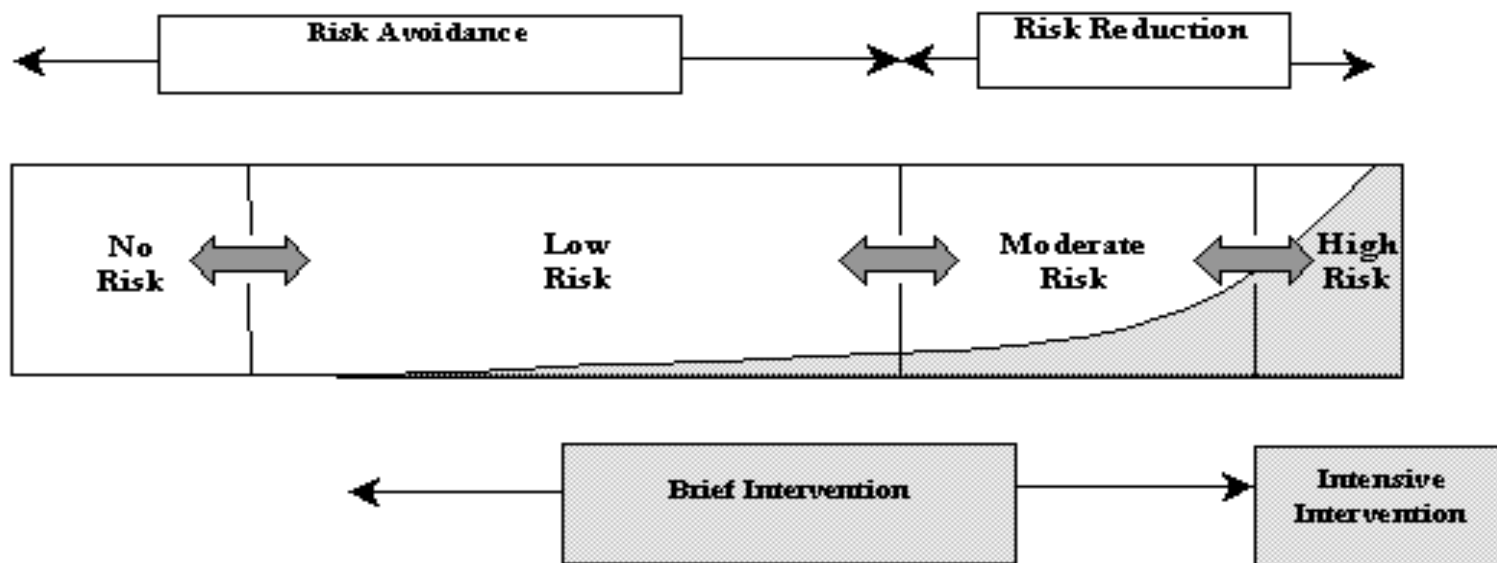 Risk Avoidance
Risk Reduction
No
Risk
Low
Risk
Moderate
Risk
High
Risk
Brief Intervention
Intensive
Intervention